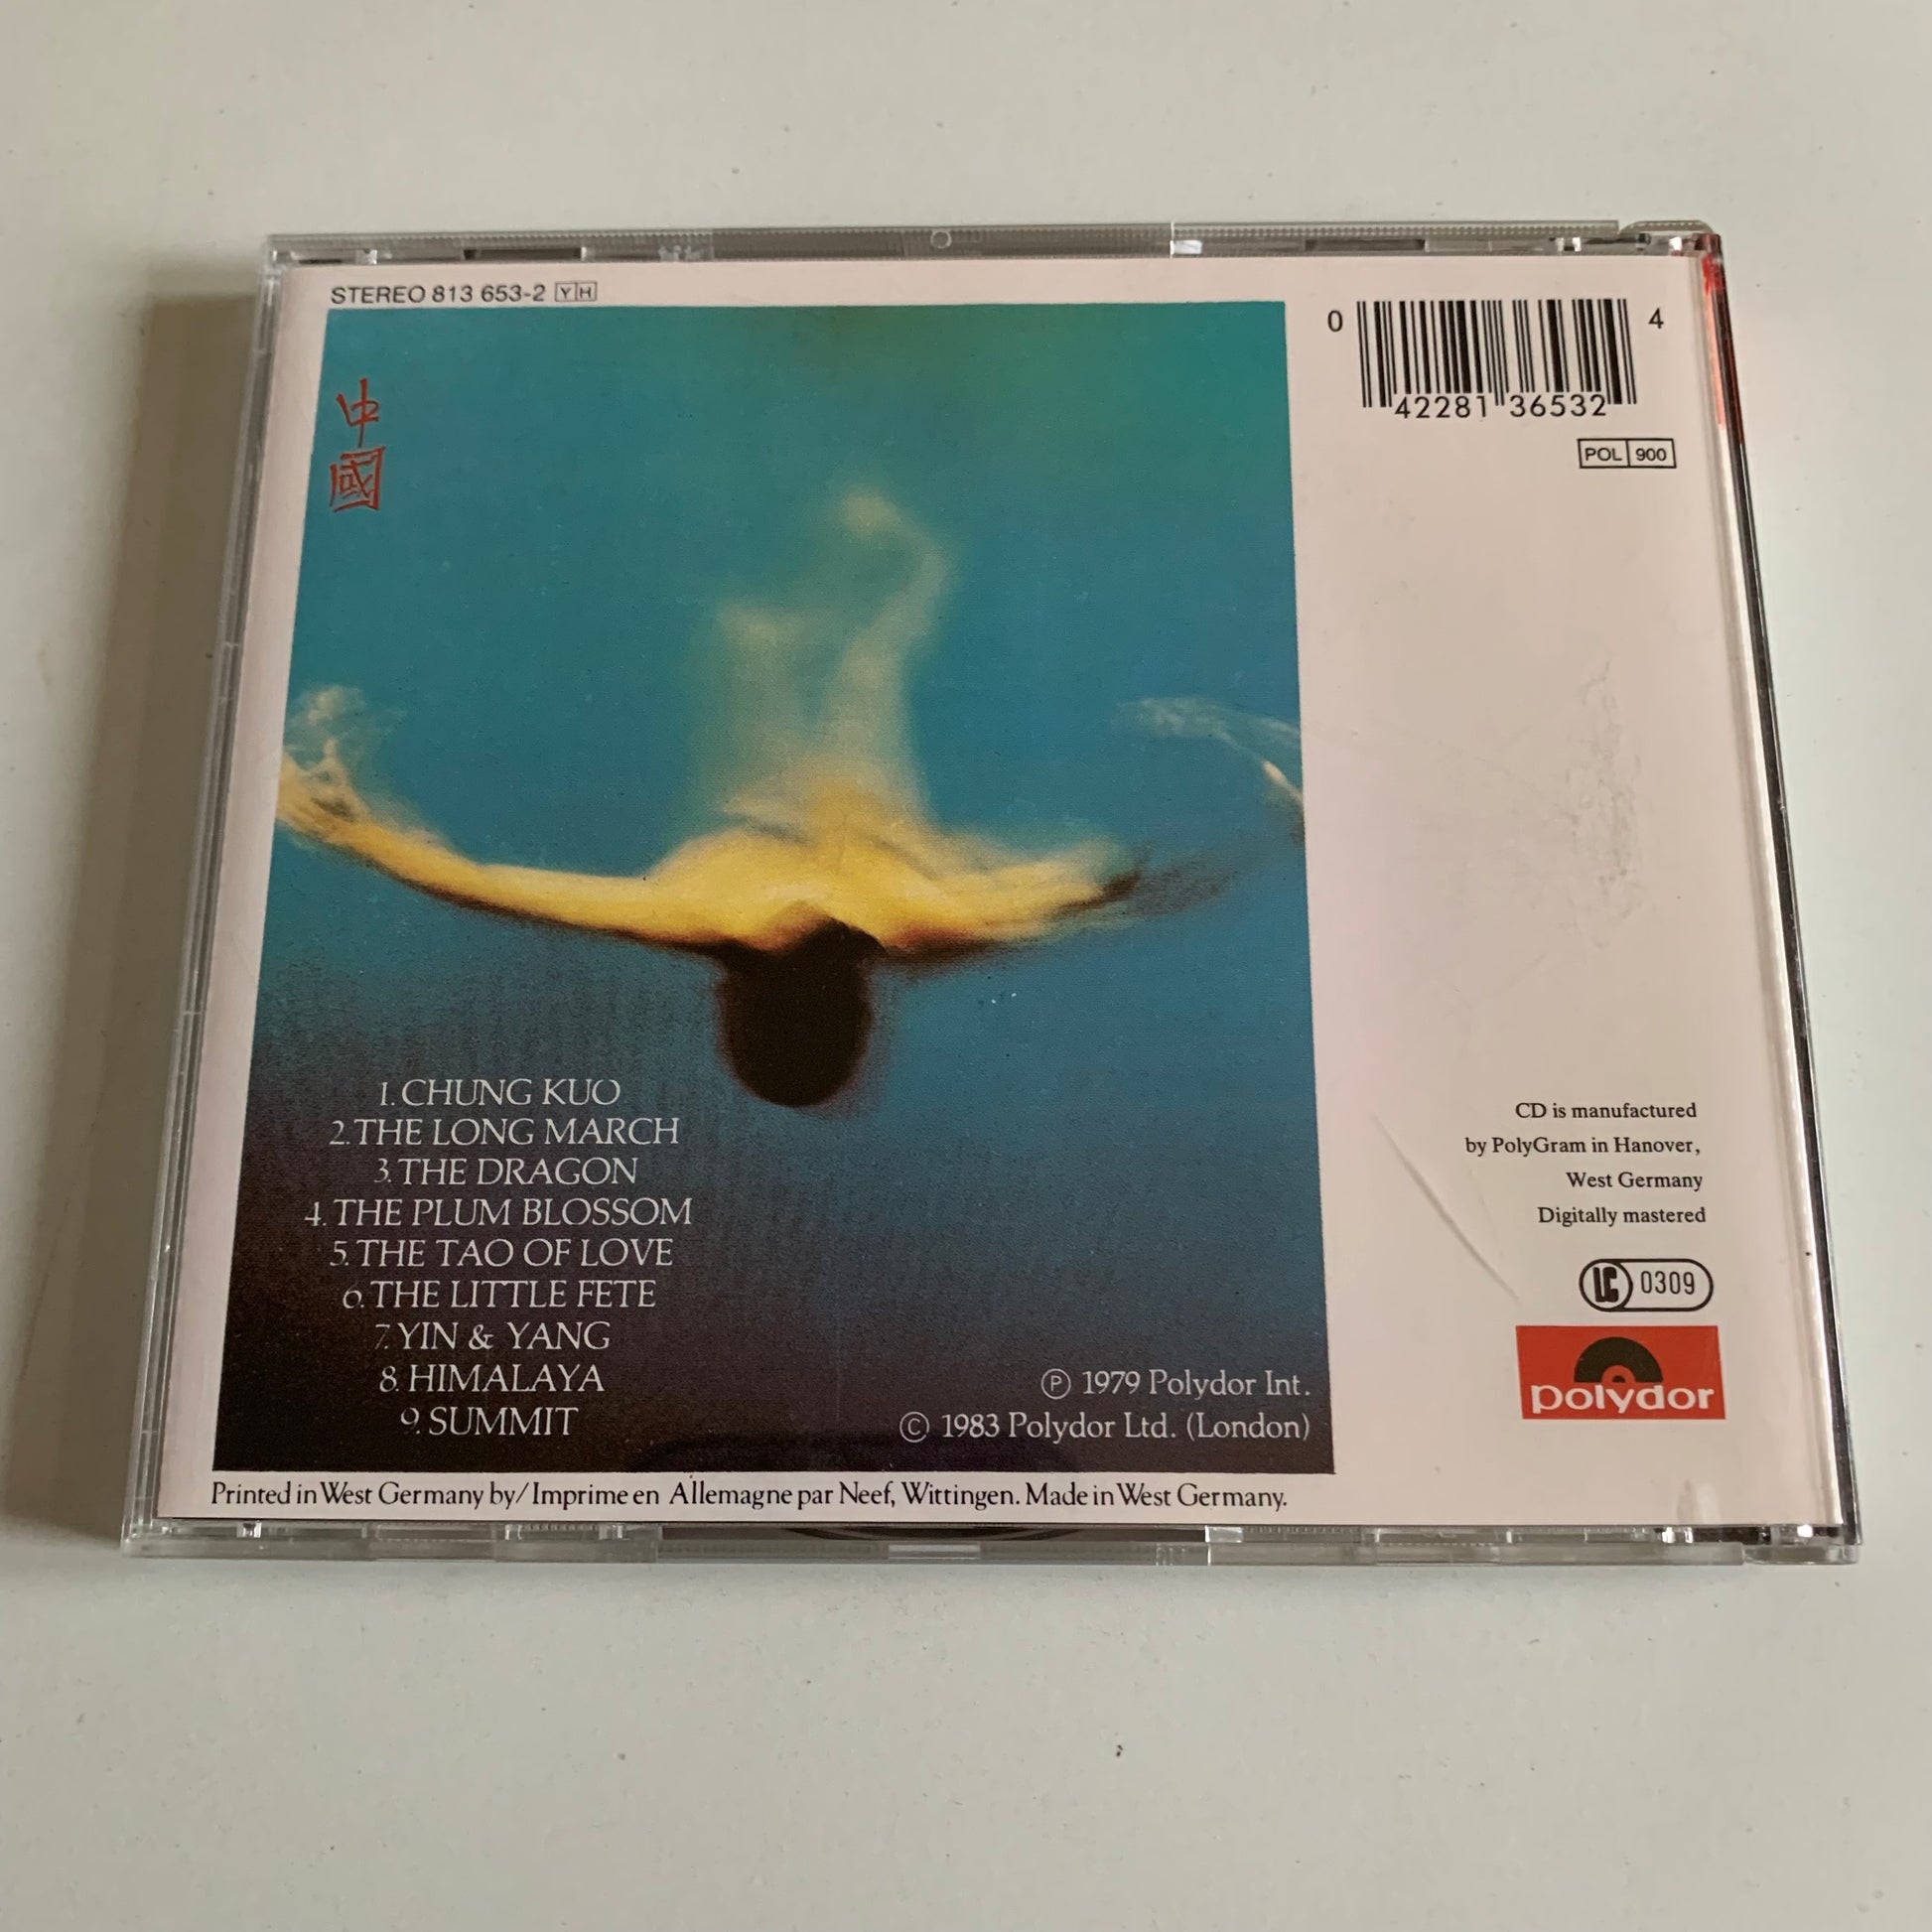 STEREO 813 653-2 YH
中
國
0 42281 36532 4
POL 900
1. CHUNG KUO
2. THE LONG MARCH
3. THE DRAGON
4. THE PLUM BLOSSOM
5. THE TAO OF LOVE
6. THE LITTLE FETE
7. YIN & YANG
8. HIMALAYA
9. SUMMIT
Ⓟ 1979 Polydor Int.
© 1983 Polydor Ltd. (London)
CD is manufactured
by PolyGram in Hanover,
West Germany
Digitally mastered
LC 0309
polydor
Printed in West Germany by/Imprime en Allemagne par Neef, Wittingen. Made in West Germany.